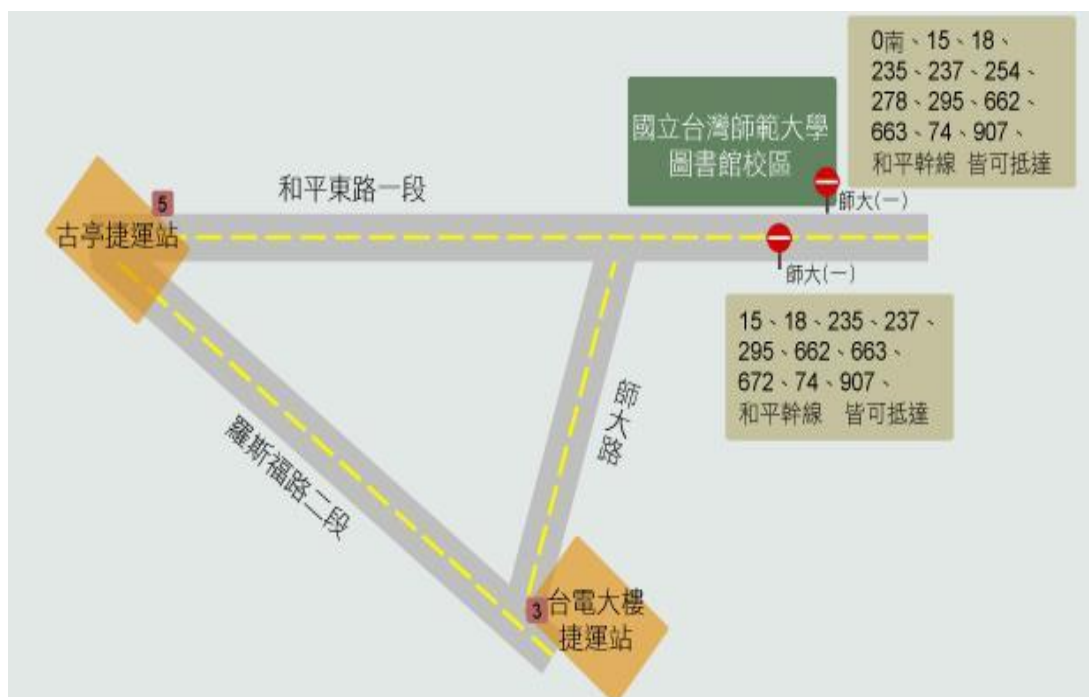 0南、15、18、
235、237、254、
278、295、662、
663、74、907、
和平幹線 皆可抵達
國立台灣師範大學
圖書館校區
師大(一)
和平東路一段
5
古亭捷運站
師大(一)
15、18、235、237、
295、662、663、
672、74、907、
和平幹線 皆可抵達
師大路
羅斯福路二段
3
台電大樓
捷運站